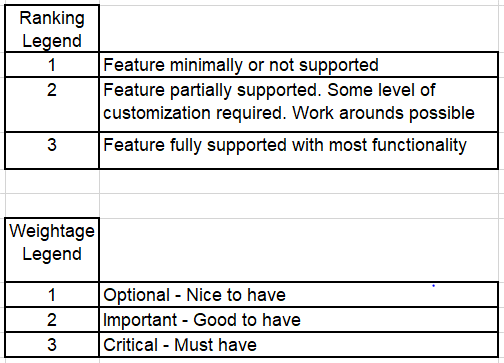 Ranking
Legend
1 Feature minimally or not supported
2 Feature partially supported. Some level of
customization required. Work arounds possible
3 Feature fully supported with most functionality
Weightage
Legend
1 Optional - Nice to have
2 Important - Good to have
3 Critical - Must have